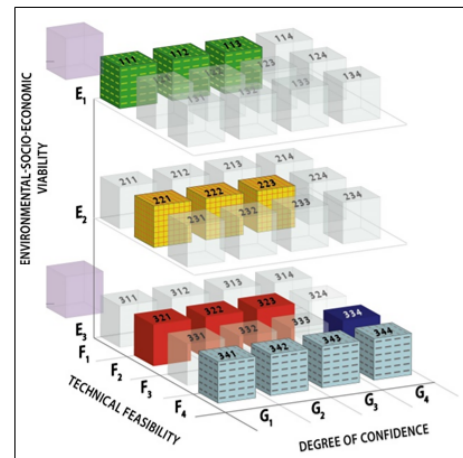 ENVIRONMENTAL-SOCIO-ECONOMIC
VIABILITY
E1
111 112 113 114
123 124
131 132 133 134
E2
211 212 213 214
221 222 223 224
231 232 233 234
E3
311 312 313 314
321 322 323 324
331 332 333 334
341 342 343 344
F1
F2
F3
F4
TECHNICAL FEASIBILITY
G1
G2
G3
G4
DEGREE OF CONFIDENCE